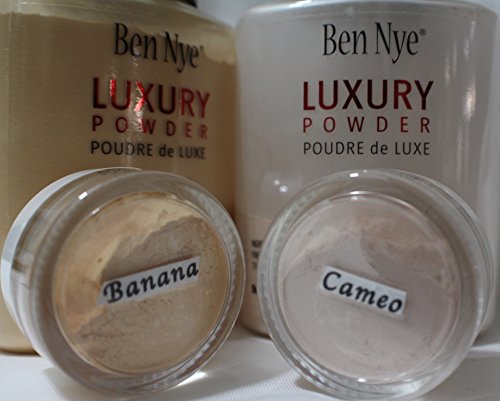 Ben Nye®
LUXURY
POWDER
POUDRE de LUXE
Ben Nye®
LUXURY
POWDER
POUDRE de LUXE
Banana
Cameo